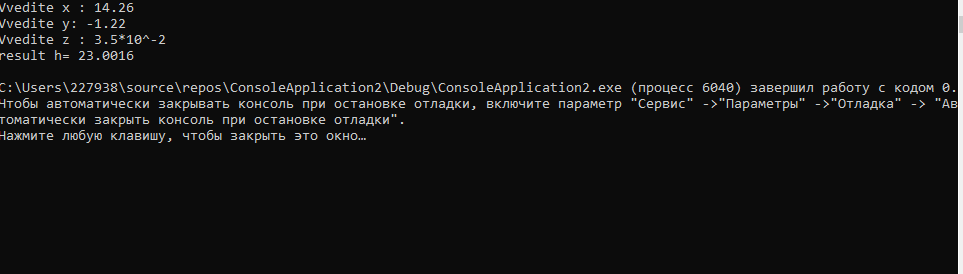 Vvedite x : 14.26
Vvedite y: -1.22
Vvedite z : 3.5*10^-2
result h= 23.0016
C:\Users\227938\source\repos\ConsoleApplication2\Debug\ConsoleApplication2.exe (процесс 6040) завершил работу с кодом 0.
Чтобы автоматически закрывать консоль при остановке отладки, включите параметр "Сервис" ->"Параметры" ->"Отладка" -> "Ав
томатически закрыть консоль при остановке отладки".
Нажмите любую клавишу, чтобы закрыть это окно…